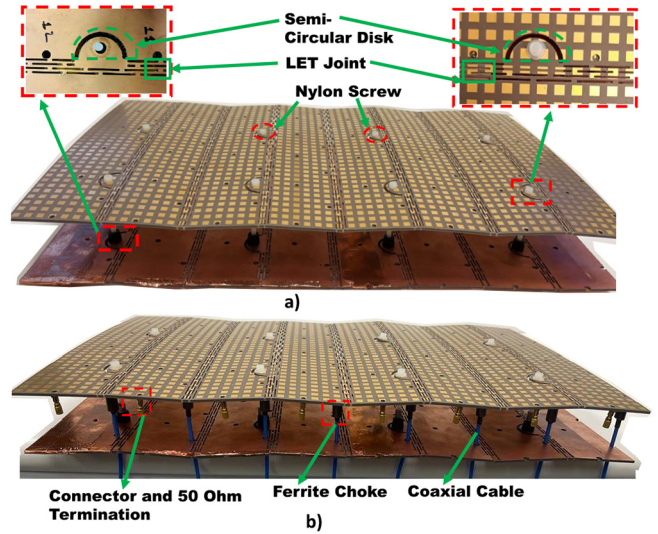 Semi-
Circular Disk
LET Joint
Nylon Screw
a)
Connector and 50 Ohm
Termination
Ferrite Choke
Coaxial Cable
b)